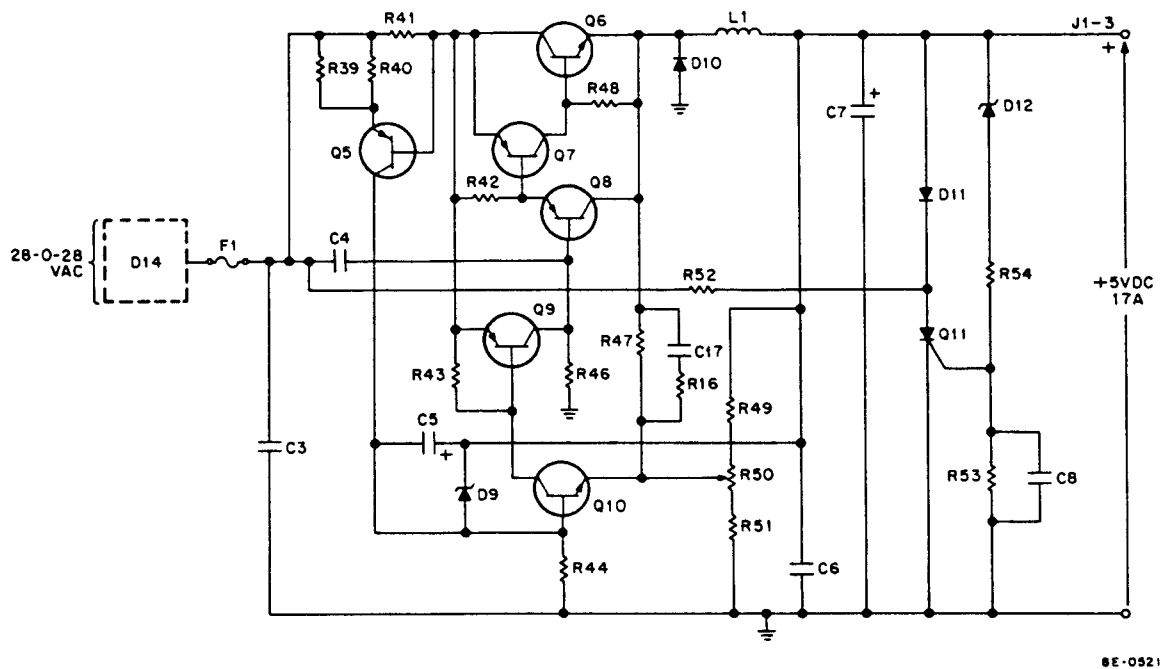 R41
Q6
L1
J1-3
+
R39
R40
D10
R48
C7
+
D12
Q5
Q7
R42
Q8
D11
28-0-28
VAC
D14
F1
C4
R52
R54
+5VDC
17A
Q9
Q11
R47
C17
R43
R46
R16
R49
C5
+
C3
D9
R50
R53
C8
Q10
R51
R44
C6
8E-0521